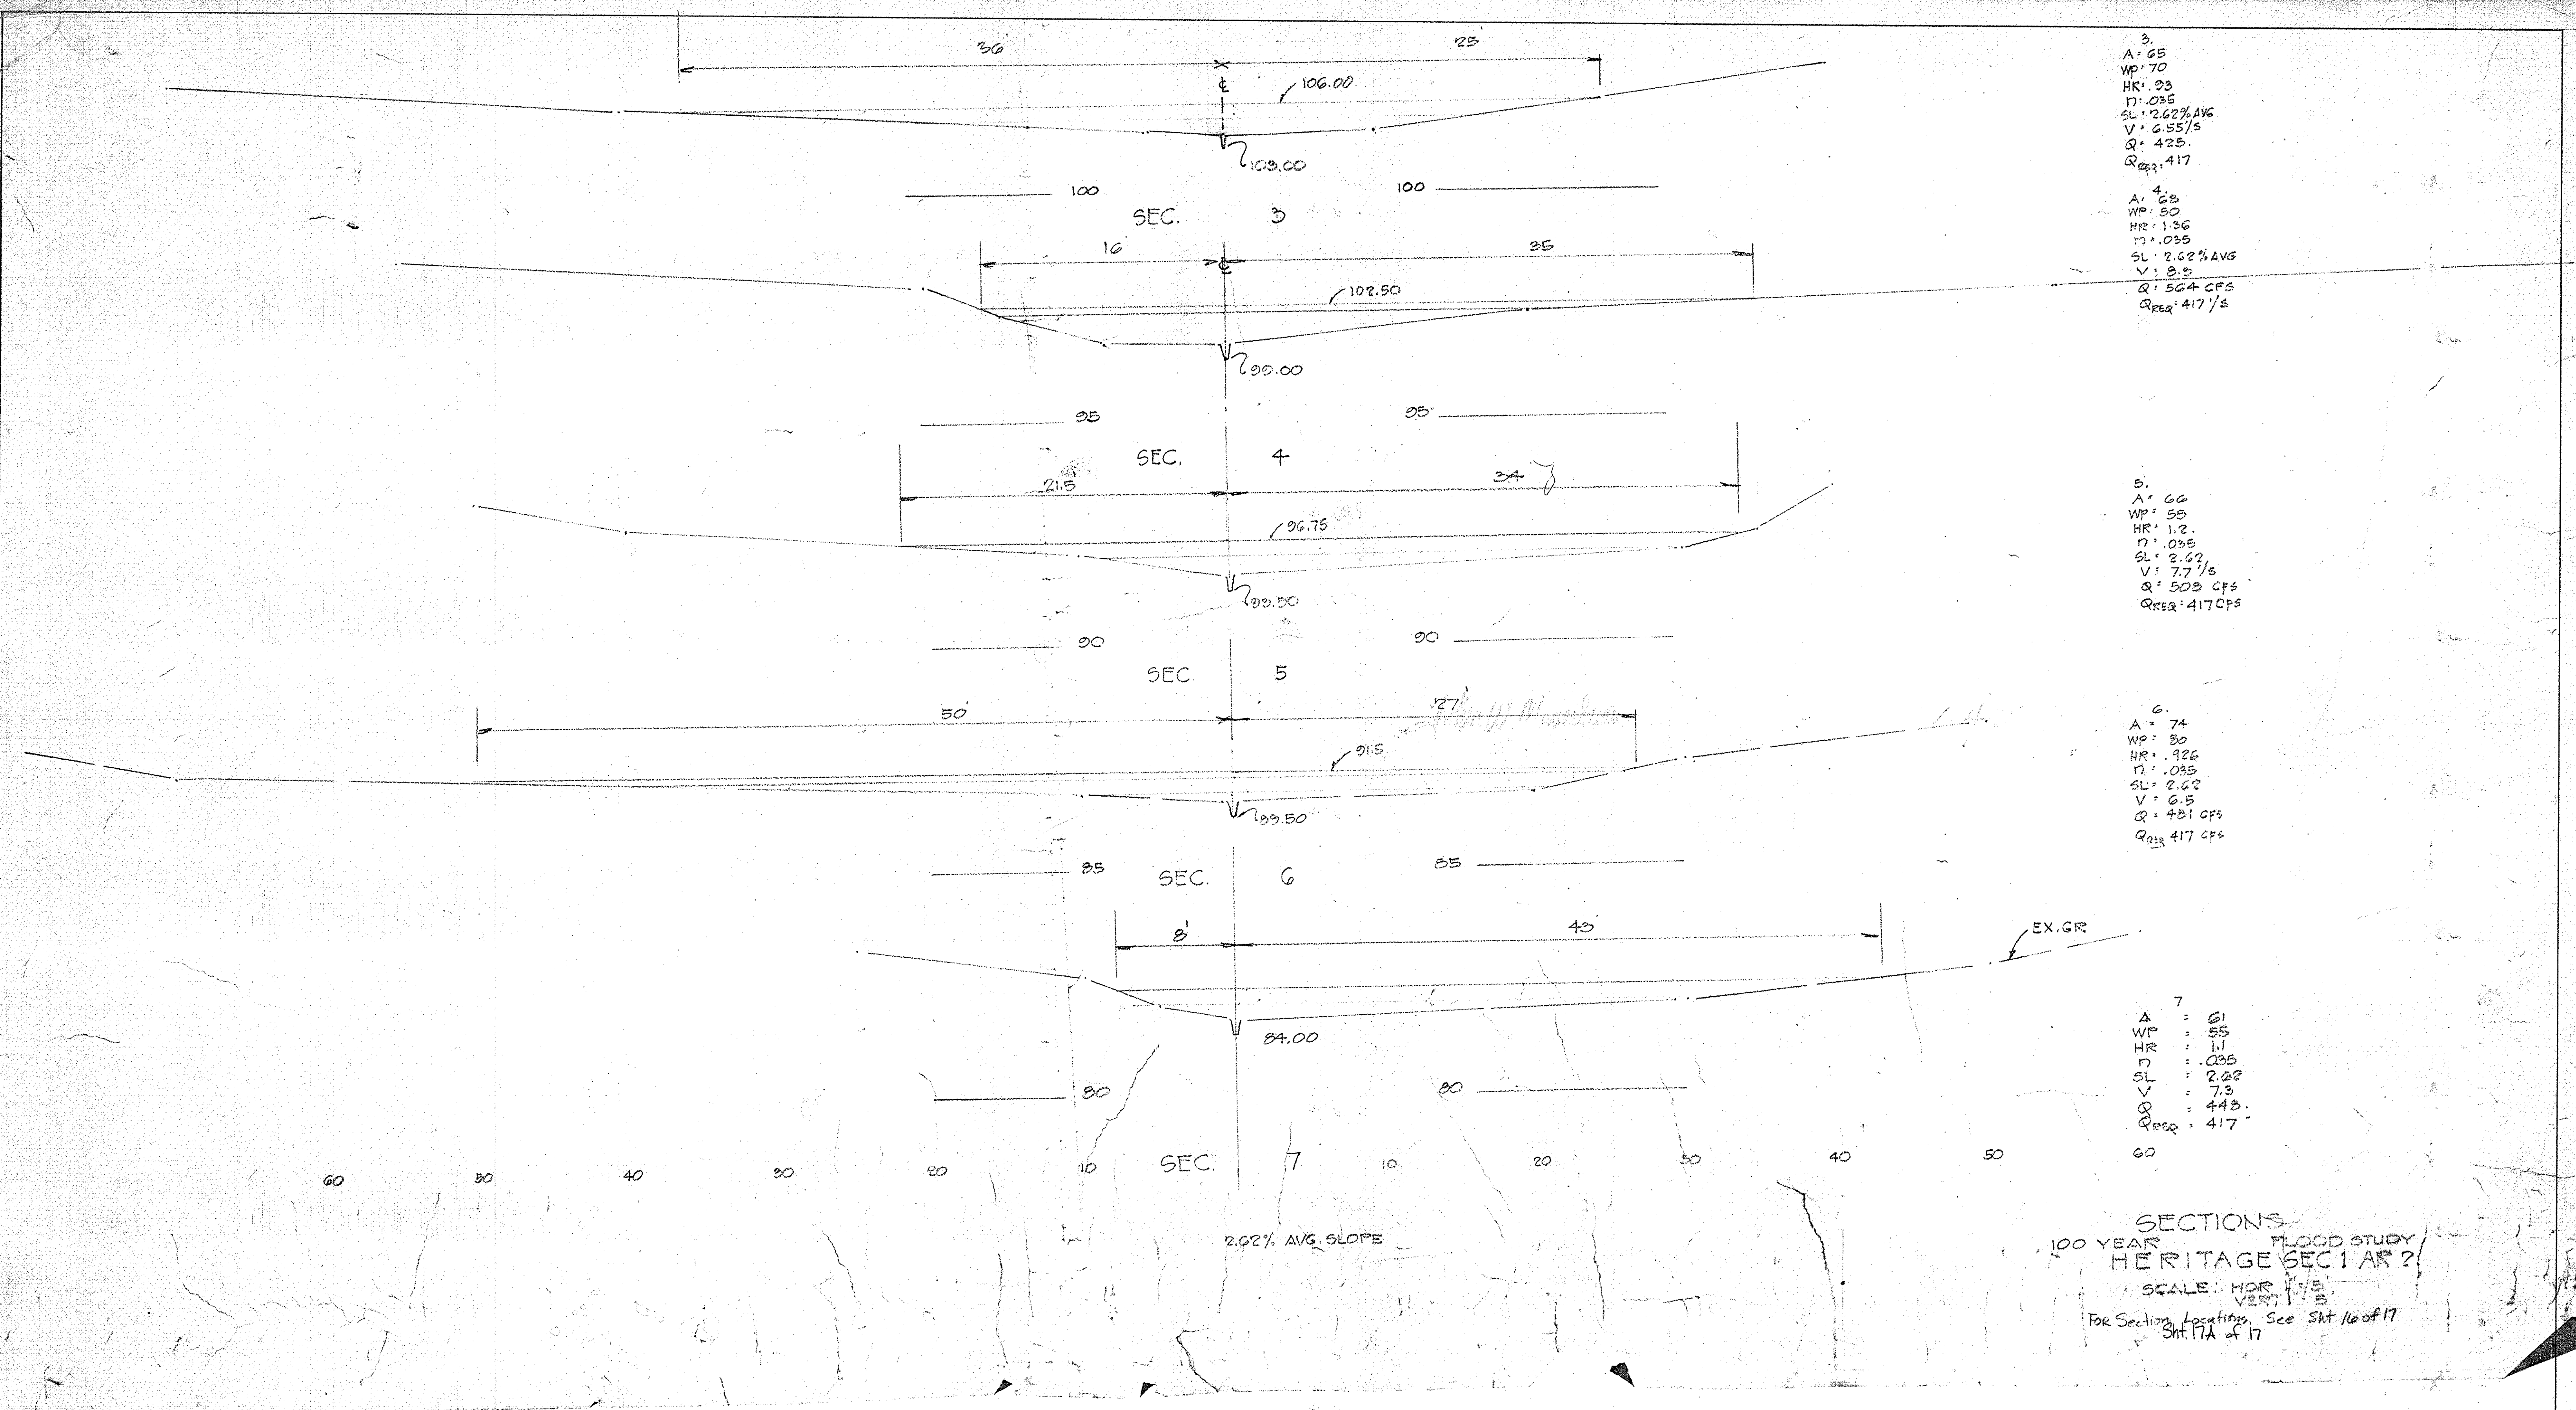 36 25
3.
A = 65
WP = 70
HR = .93
n = .035
SL = 2.62% AVG
V = 6.55'/S
Q = 425.
QREQ. 417
℄ 106.00
103.00
100 100
SEC. 3
4.
A = 68
WP = 50
HR = 1.36
n = .035
SL = 2.62% AVG
V = 8.3
Q = 564 CFS
QREQ = 417'/S
16 35
℄
102.50
99.00
95 95
SEC. 4
21.5 34
5.
A = 66
WP = 55
HR = 1.2.
n = .035
SL = 2.62
V = 7.7'/S
Q = 508 CFS
QREQ = 417 CFS
96.75
93.50
90 90
SEC. 5
50' 27'
6.
A = 74
WP = 80
HR = .926
n = .035
SL = 2.62
V = 6.5
Q = 481 CFS
QREQ 417 CFS
91.5
89.50
85 85
SEC. 6
8' 43
EX. GR
84.00
80 80
7
A = 61
WP = 55
HR = 1.1
n = .035
SL = 2.62
V = 7.3
Q = 448.
QREQ = 417
SEC. 7
60 50 40 30 20 10 10 20 30 40 50 60
2.62% AVG. SLOPE
SECTIONS
100 YEAR FLOOD STUDY
HERITAGE SEC 1 AR 2
SCALE: HOR 1":5'
VERT 5
For Section Locations, See Sht 16 of 17
Sht. 17A of 17